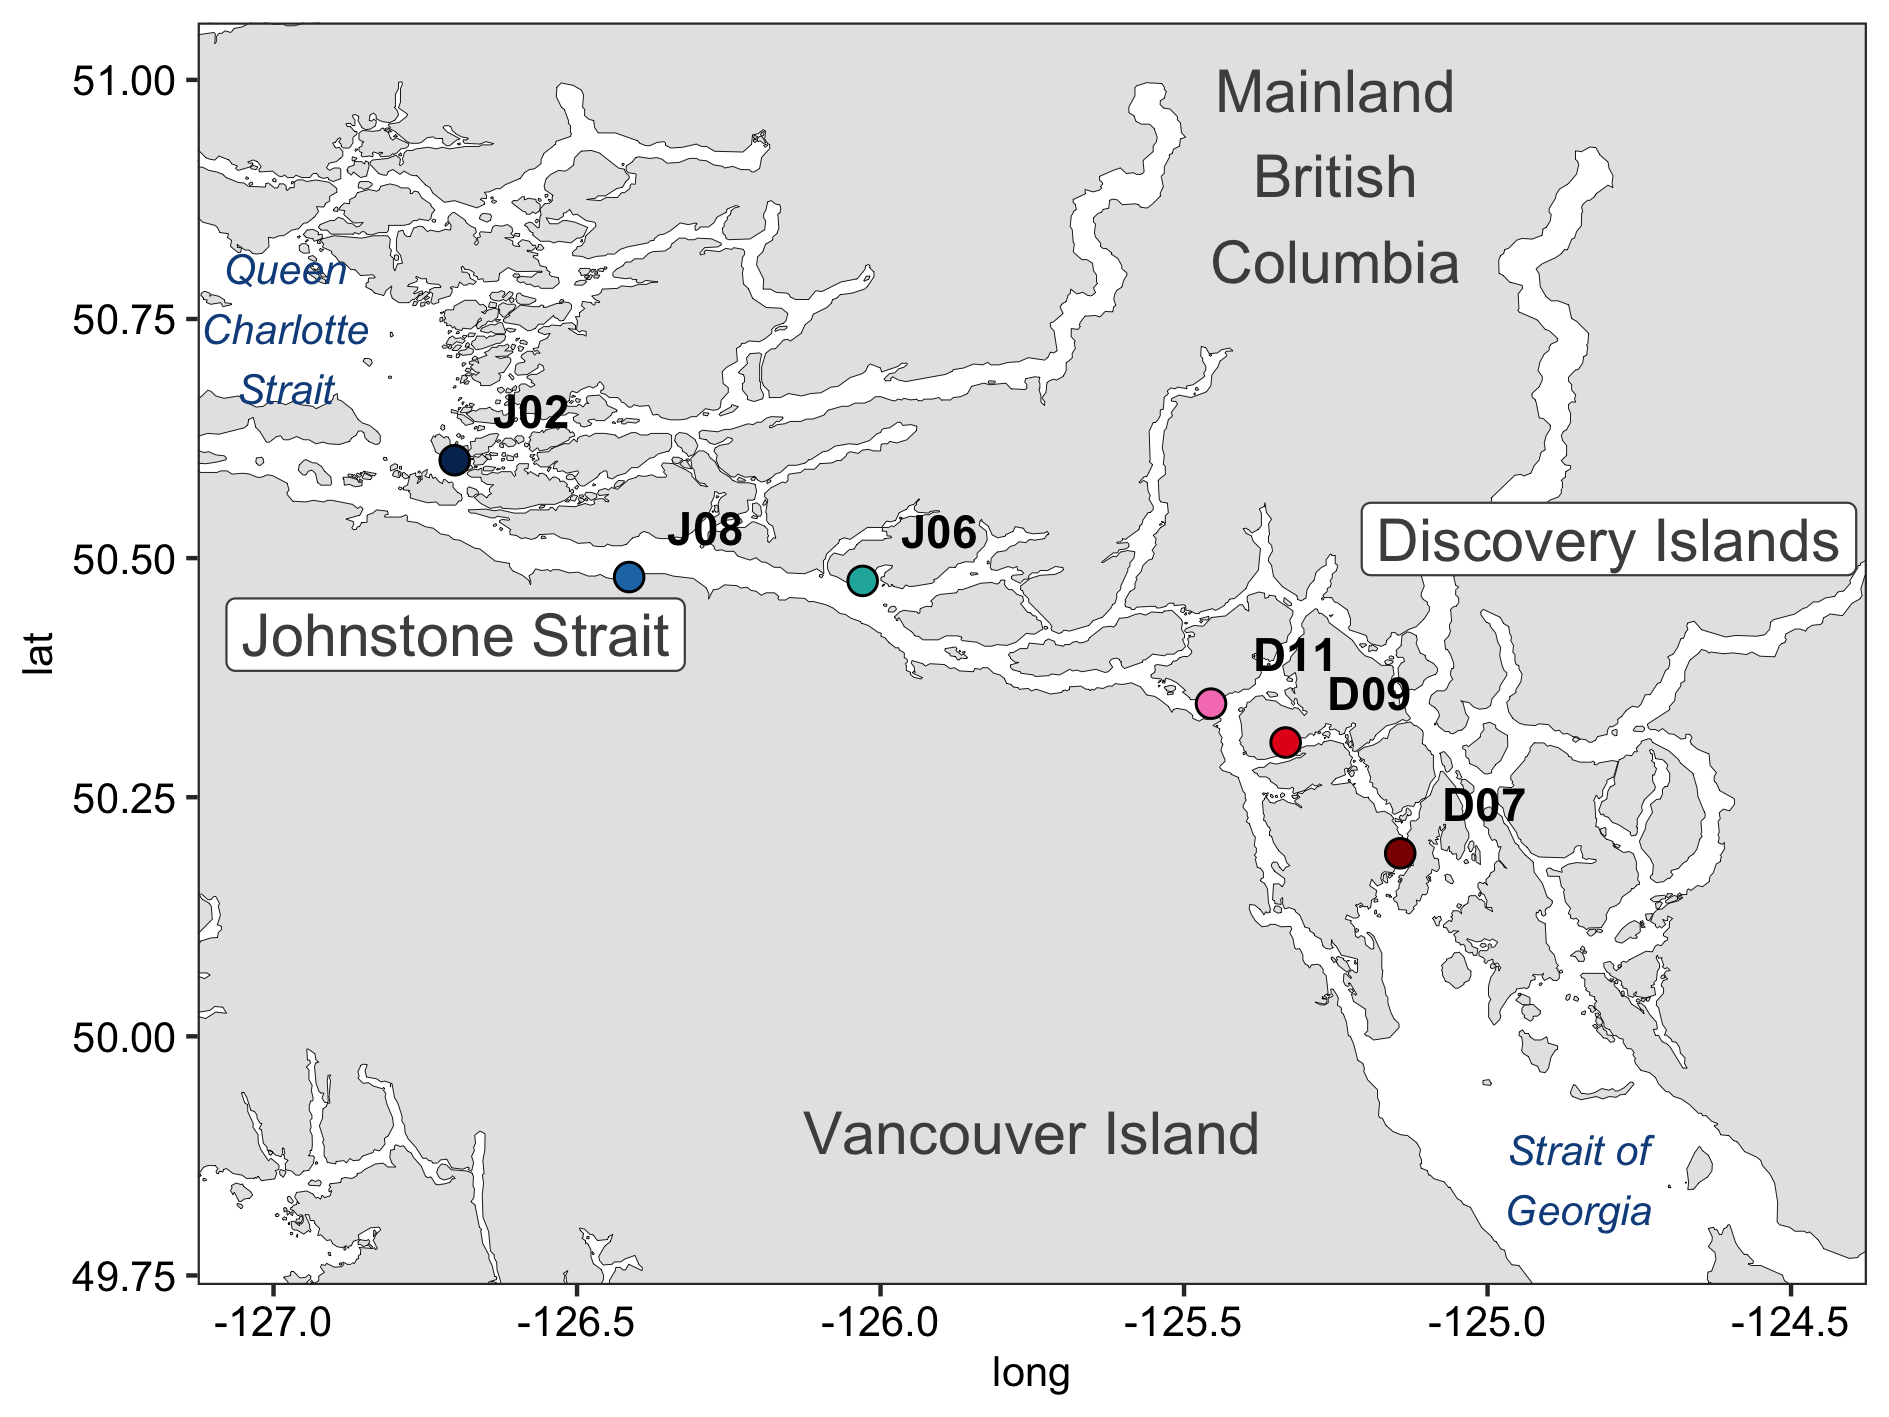 51.00
50.75
50.50
50.25
50.00
49.75
lat
Mainland
British
Columbia
Queen
Charlotte
Strait
J02
J08
J06
Discovery Islands
Johnstone Strait
D11
D09
D07
Vancouver Island
Strait of
Georgia
-127.0
-126.5
-126.0
-125.5
-125.0
-124.5
long